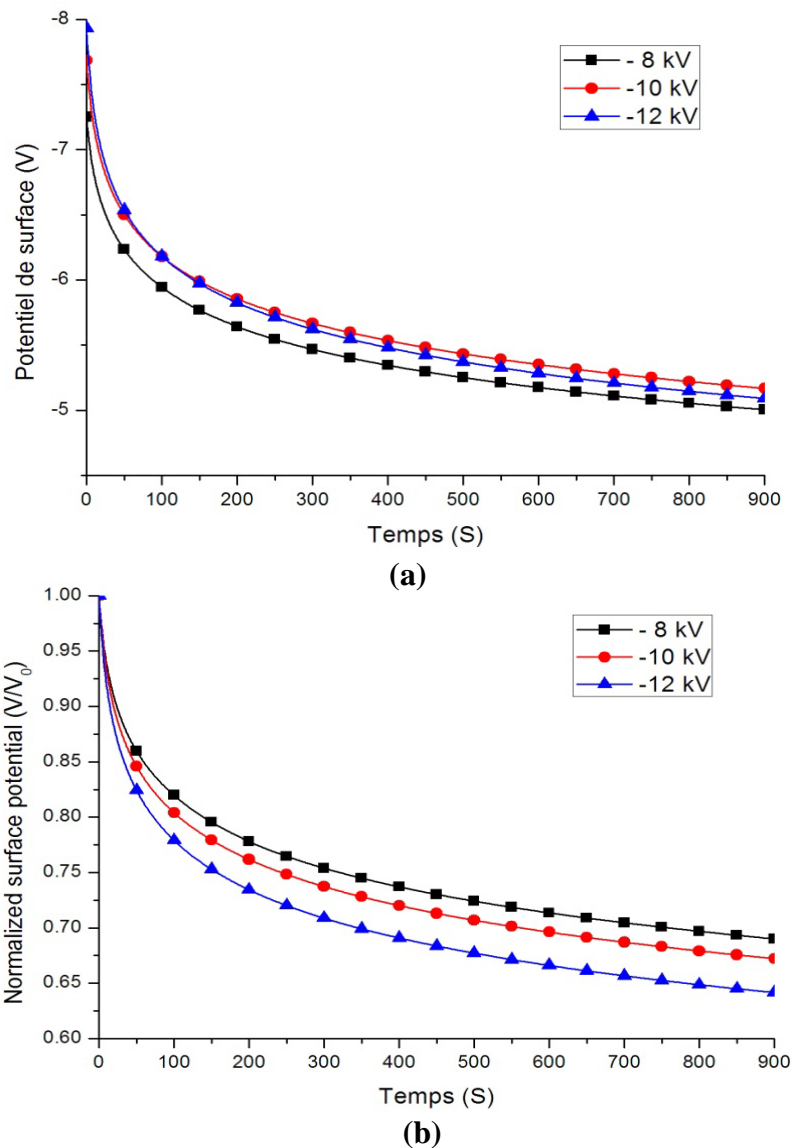 -8
-7
-6
-5
Potentiel de surface (V)
- 8 kV
-10 kV
-12 kV
0 100 200 300 400 500 600 700 800 900
Temps (S)
(a)
1.00
0.95
0.90
0.85
0.80
0.75
0.70
0.65
0.60
Normalized surface potential (V/V₀)
- 8 kV
-10 kV
-12 kV
0 100 200 300 400 500 600 700 800 900
Temps (S)
(b)